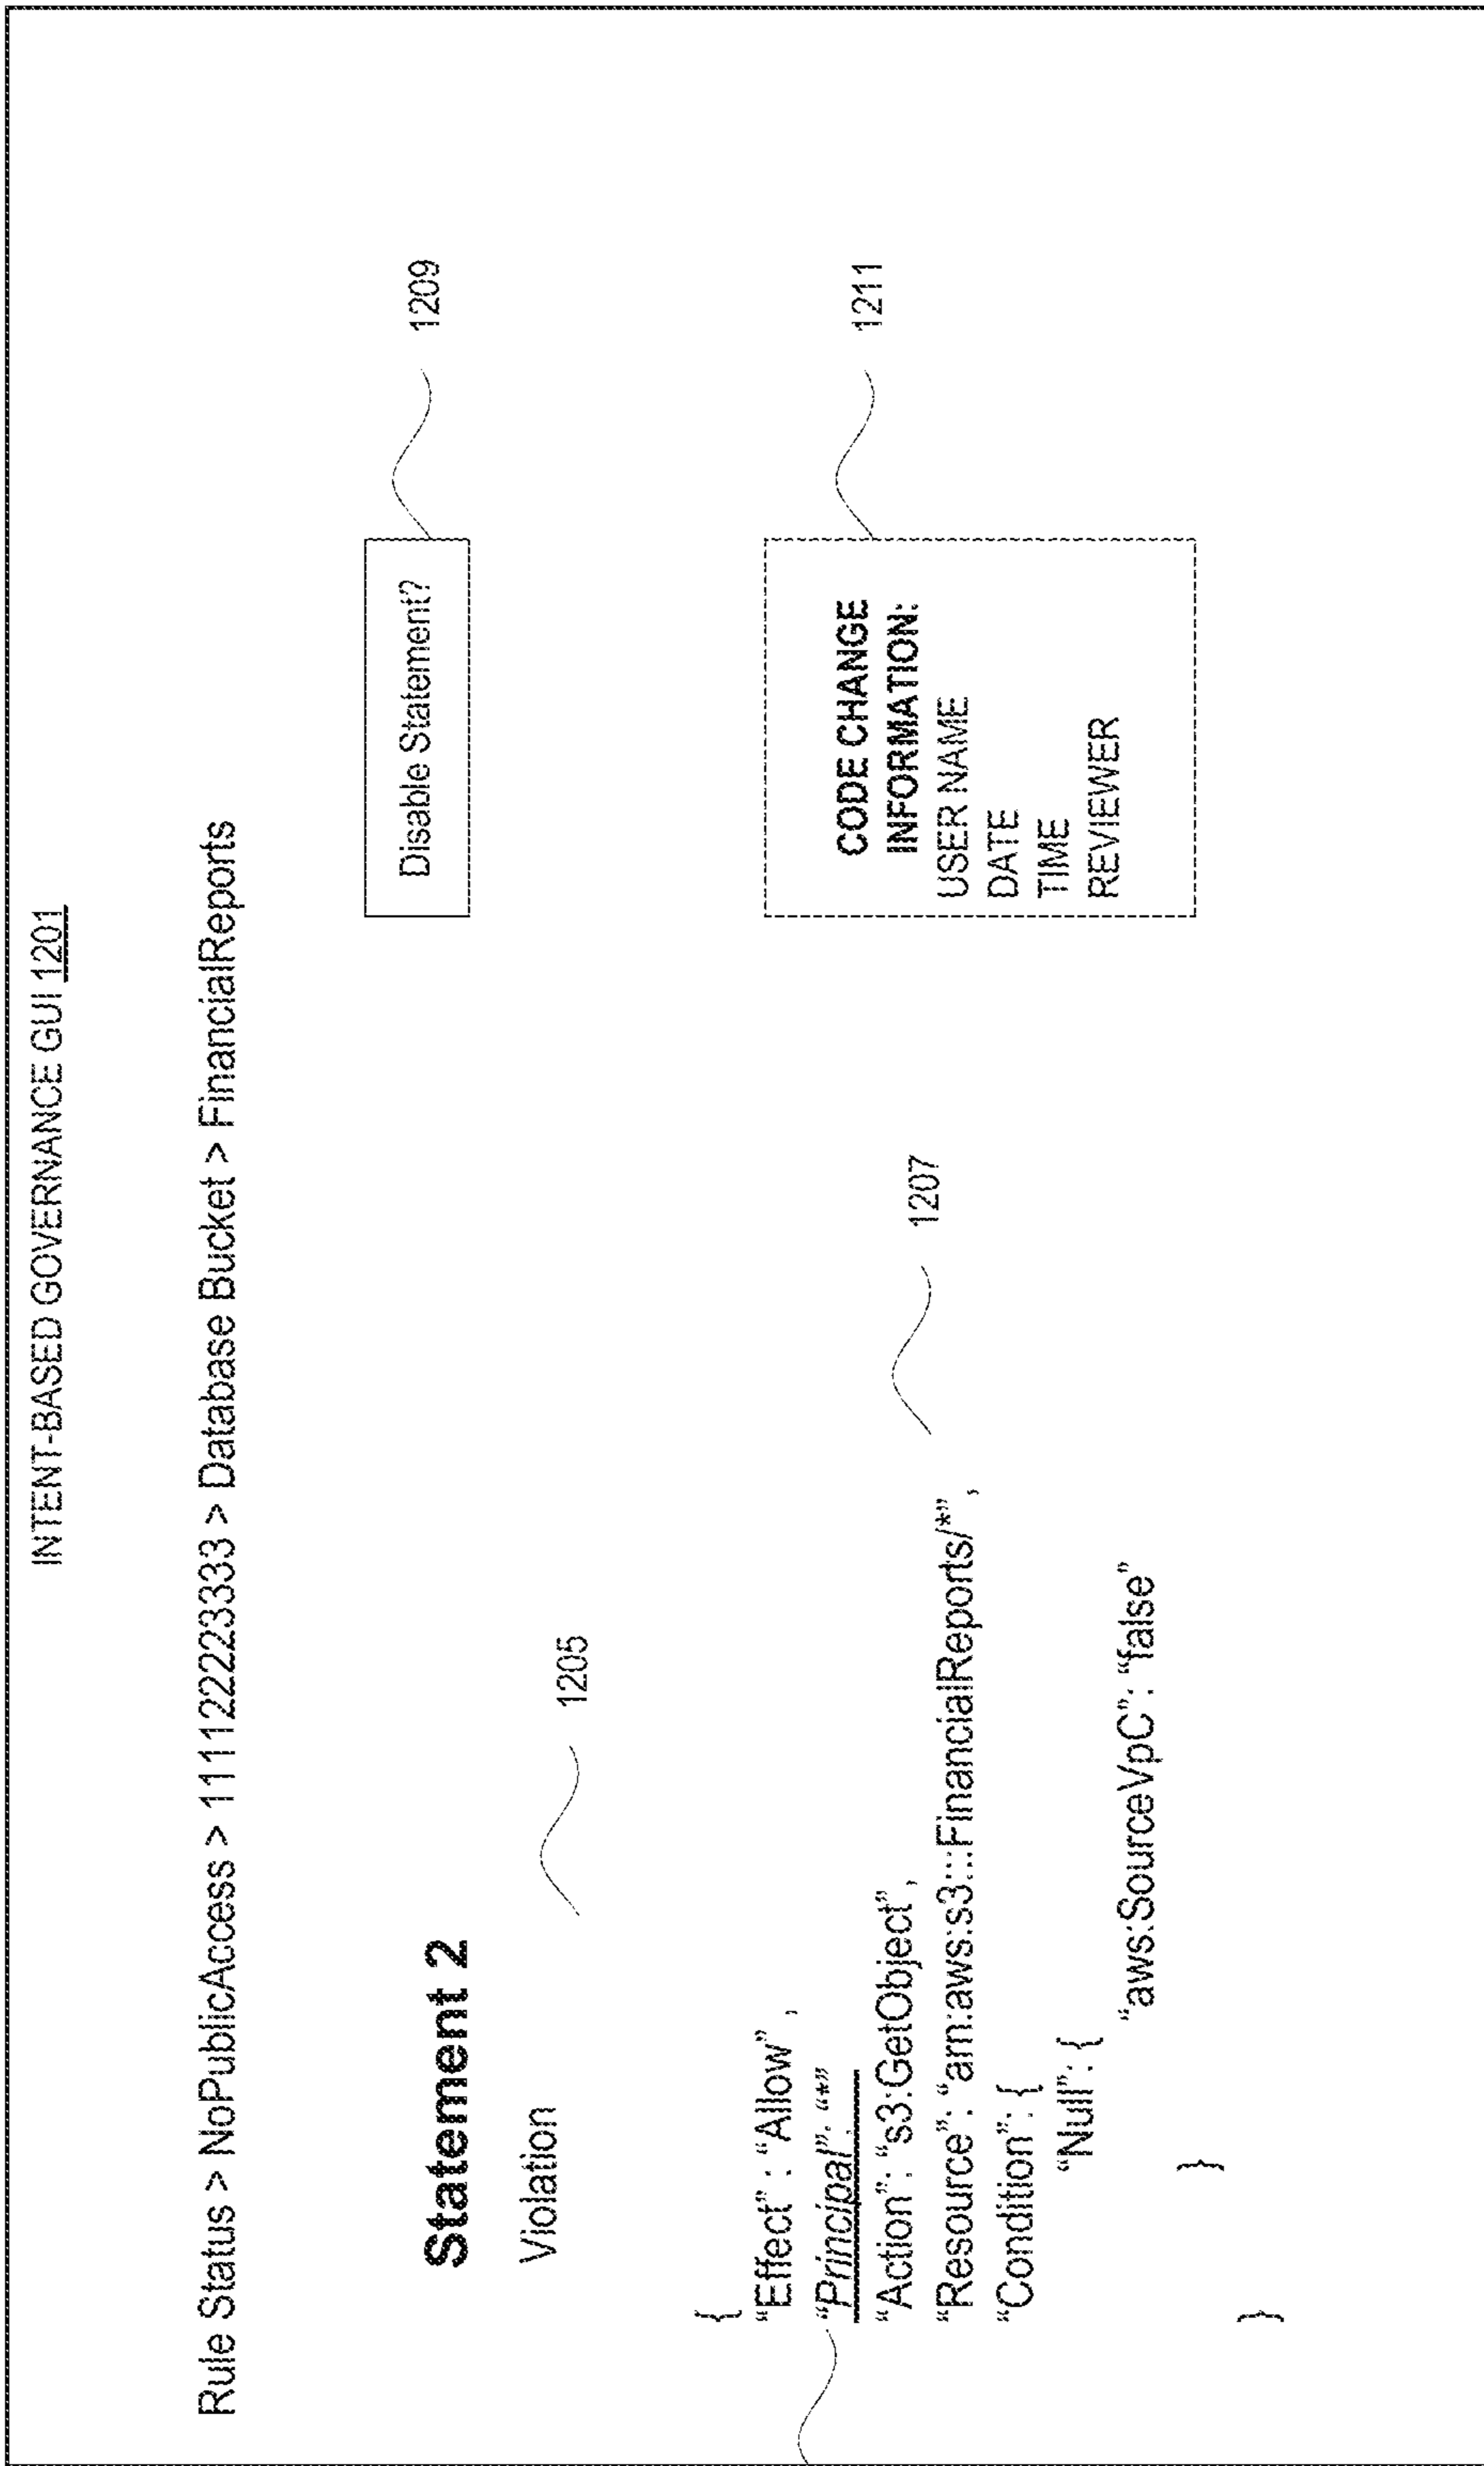 INTENT-BASED GOVERNANCE GUI 1201
Rule Status > NoPublicAccess > 111122223333 > Database Bucket > FinancialReports
Statement 2
Violation
1205
Disable Statement?
1209
{
“Effect” : “Allow” ,
“Principal”: “*”
“Action”: “s3:GetObject”,
“Resource”: “arn:aws:s3:::FinancialReports/*” ,
“Condition”: {
“Null”: {
“aws:SourceVpC”: “false”
}
}
1207
CODE CHANGE
INFORMATION:
USER NAME
DATE
TIME
REVIEWER
1211